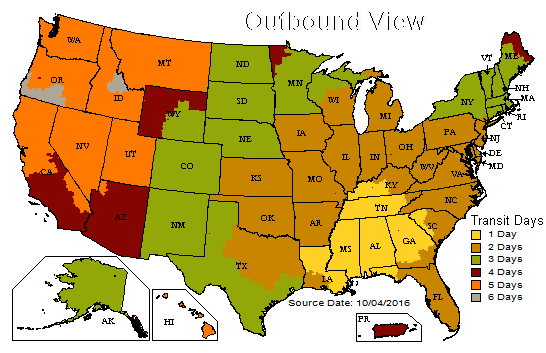 Outbound View
WA
MT
ND
MN
ME
VT
NH
MA
RI
CT
NY
OR
ID
WY
SD
WI
MI
PA
NJ
DE
MD
NV
UT
CO
NE
IA
IL
IN
OH
WV
VA
CA
AZ
NM
KS
MO
KY
NC
TN
OK
AR
SC
TX
LA
MS
AL
GA
FL
AK
HI
PR
Transit Days
1 Day
2 Days
3 Days
4 Days
5 Days
6 Days
Source Date: 10/04/2016